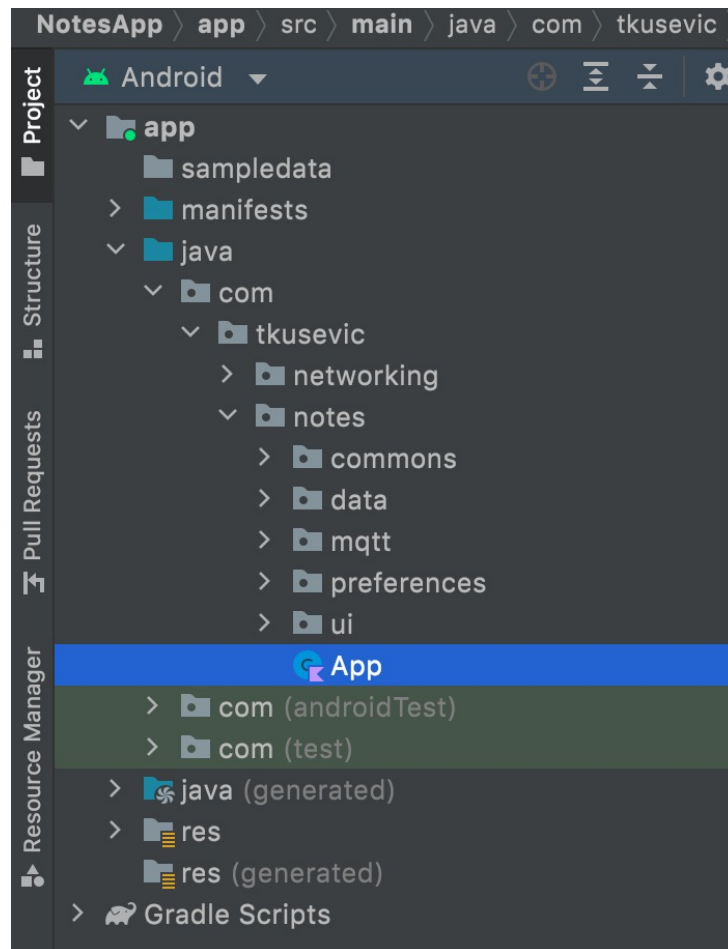 NotesApp 〉 app 〉 src 〉 main 〉 java 〉 com 〉 tkusevic
Android
app
sampledata
manifests
java
com
tkusevic
networking
notes
commons
data
mqtt
preferences
ui
App
com (androidTest)
com (test)
java (generated)
res
res (generated)
Gradle Scripts
Project
Structure
Pull Requests
Resource Manager